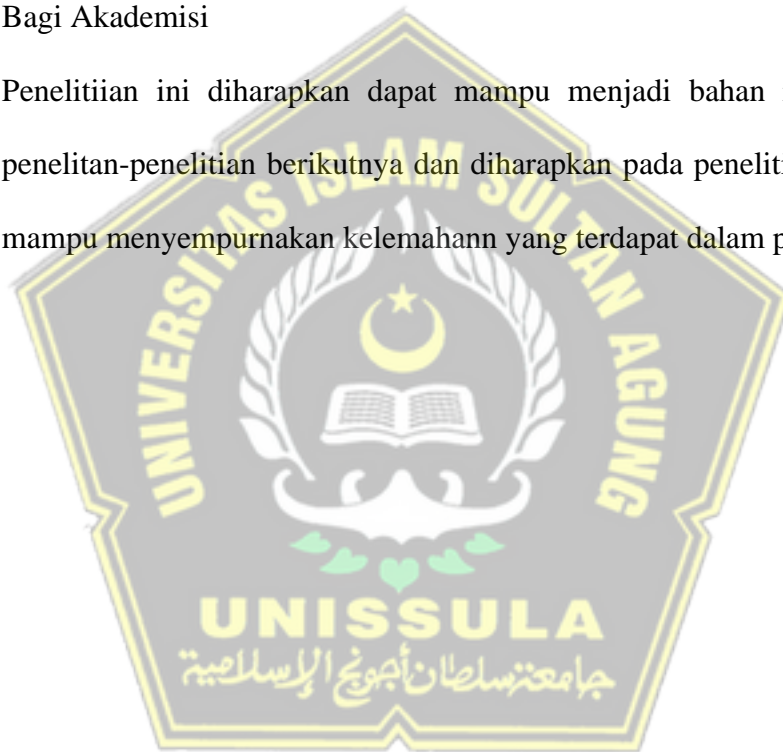 Bagi Akademisi
Penelitiian ini diharapkan dapat mampu menjadi bahan
penelitan-penelitian berikutnya dan diharapkan pada
mampu menyempurnakan kelemahann yang terdapat dalam
UNIVERSITAS ISLAM SULTAN AGUNG
UNISSULA
جامعة سلطان أجونج الإسلامية